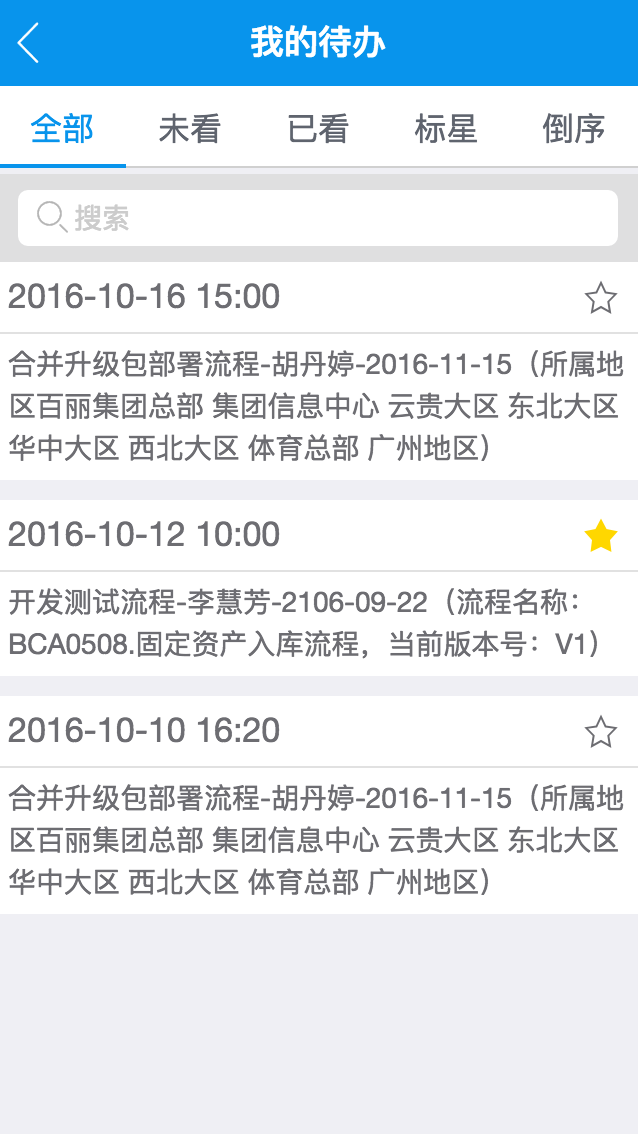 我的待办
全部 未看 已看 标星 倒序
搜索
2016-10-16 15:00
合并升级包部署流程-胡丹婷-2016-11-15（所属地
区百丽集团总部 集团信息中心 云贵大区 东北大区
华中大区 西北大区 体育总部 广州地区）
2016-10-12 10:00
开发测试流程-李慧芳-2106-09-22（流程名称：
BCA0508.固定资产入库流程，当前版本号：V1）
2016-10-10 16:20
合并升级包部署流程-胡丹婷-2016-11-15（所属地
区百丽集团总部 集团信息中心 云贵大区 东北大区
华中大区 西北大区 体育总部 广州地区）